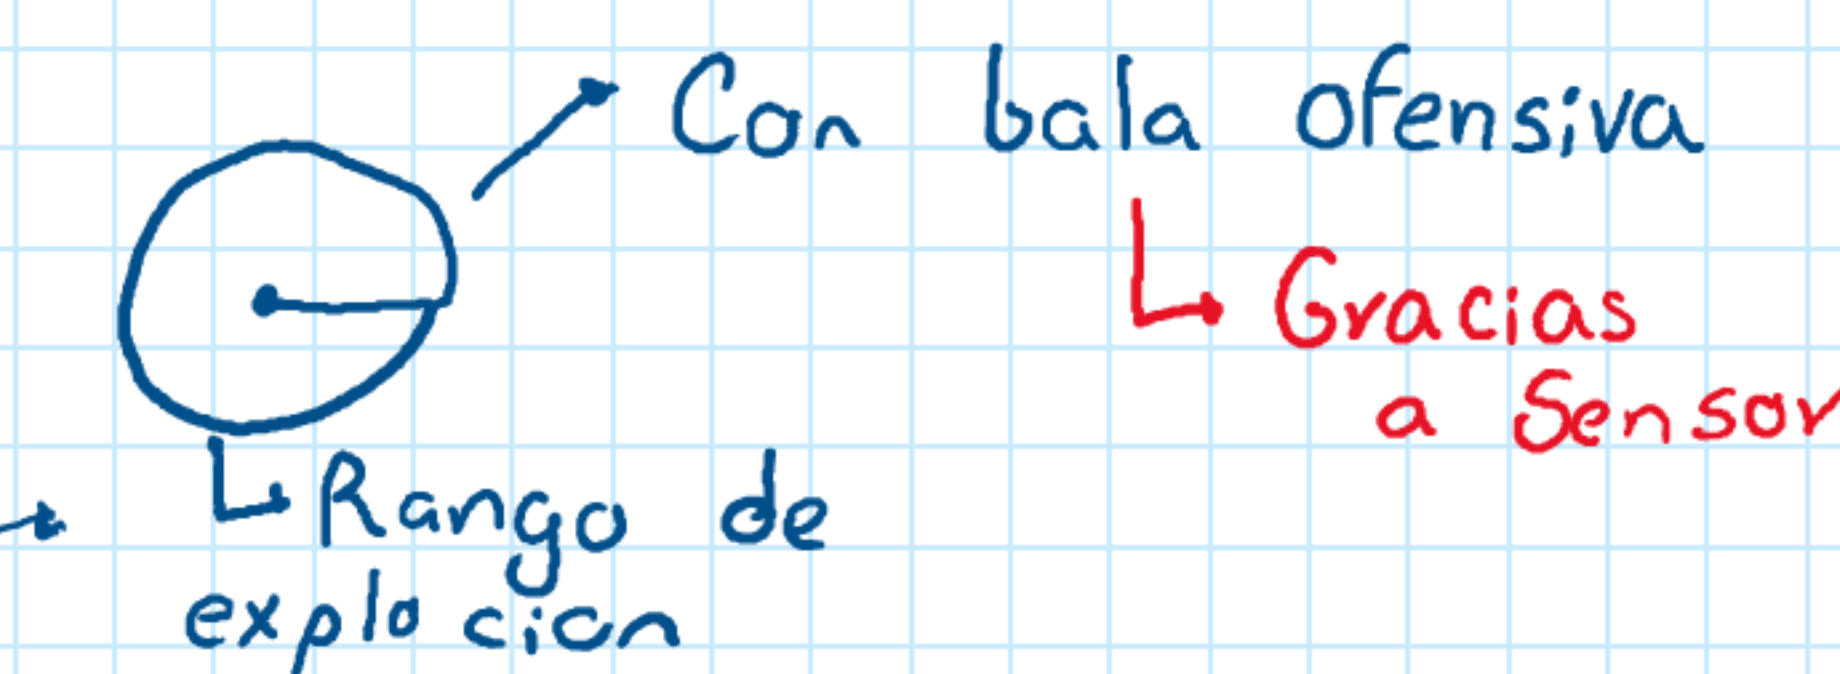 Con bala ofensiva
Gracias
a Sensor
Rango de
explocion